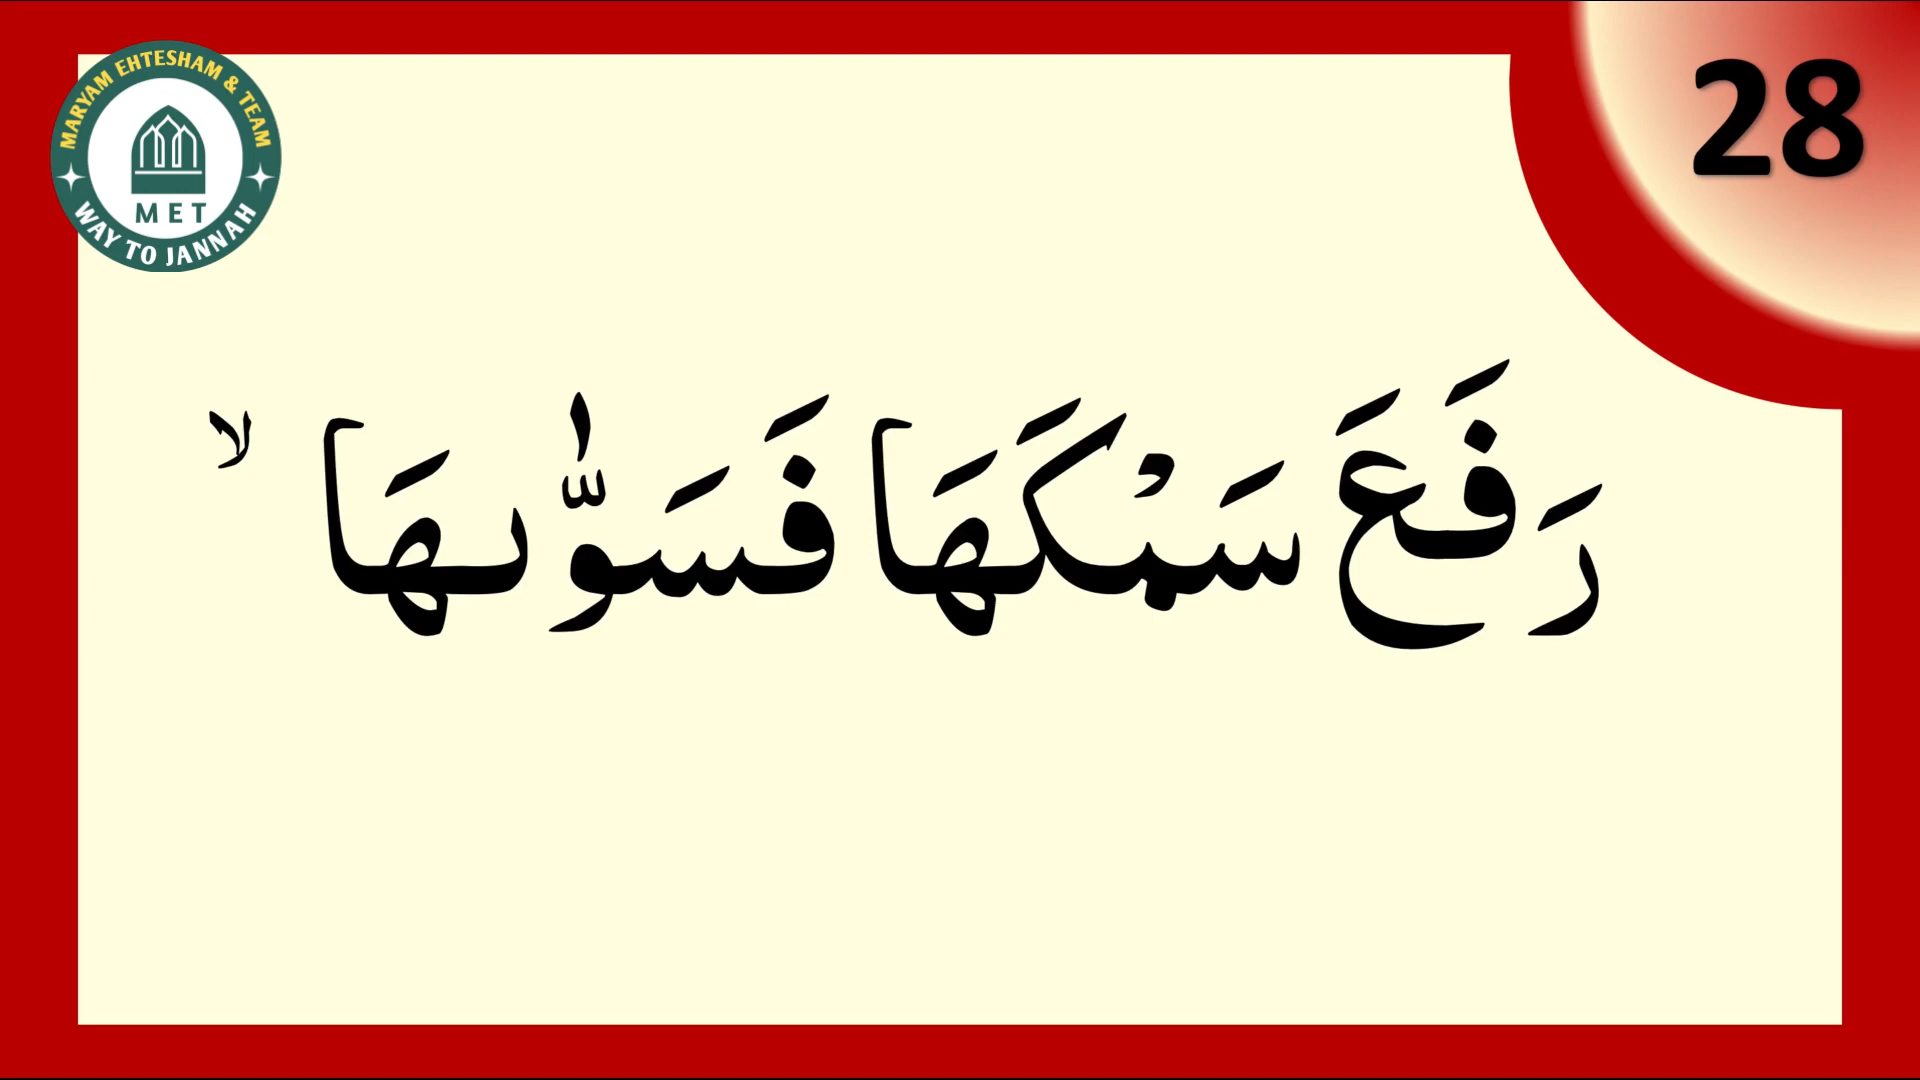 MARYAM EHTESHAM & TEAM
MET
WAY TO JANNAH
28
رَفَعَ سَمْكَهَا فَسَوّٰىهَا ۙ